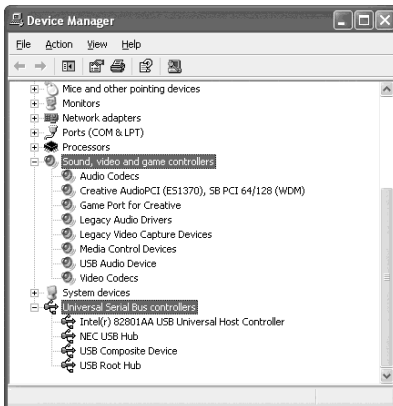 Device Manager
File Action View Help
Mice and other pointing devices
Monitors
Network adapters
Ports (COM & LPT)
Processors
Sound, video and game controllers
Audio Codecs
Creative AudioPCI (ES1370), SB PCI 64/128 (WDM)
Game Port for Creative
Legacy Audio Drivers
Legacy Video Capture Devices
Media Control Devices
USB Audio Device
Video Codecs
System devices
Universal Serial Bus controllers
Intel(r) 82801AA USB Universal Host Controller
NEC USB Hub
USB Composite Device
USB Root Hub